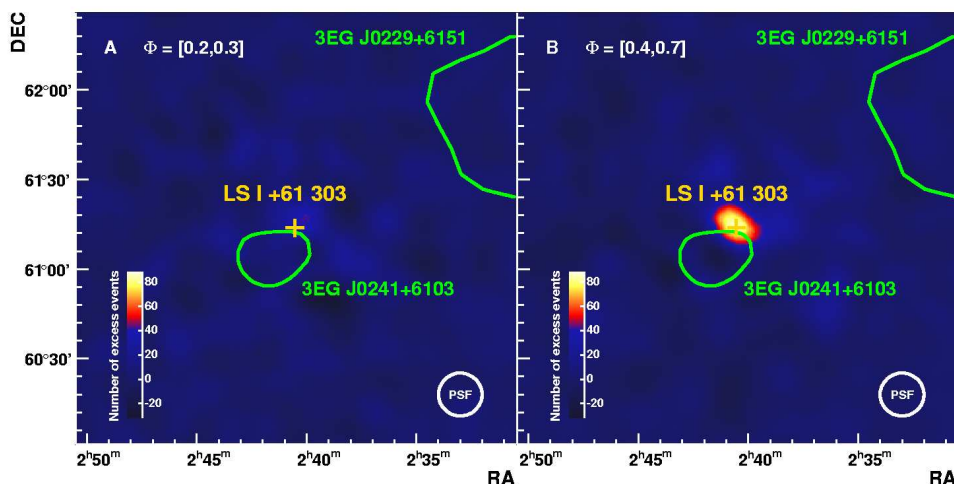 DEC
A Φ = [0.2,0.3]
3EG J0229+6151
62°00’
61°30’
LS I +61 303
61°00’
3EG J0241+6103
60°30’
Number of excess events
80
60
40
20
0
-20
PSF
2ʰ50ᵐ
2ʰ45ᵐ
2ʰ40ᵐ
2ʰ35ᵐ
RA
B Φ = [0.4,0.7]
3EG J0229+6151
LS I +61 303
3EG J0241+6103
Number of excess events
80
60
40
20
0
-20
PSF
2ʰ50ᵐ
2ʰ45ᵐ
2ʰ40ᵐ
2ʰ35ᵐ
RA